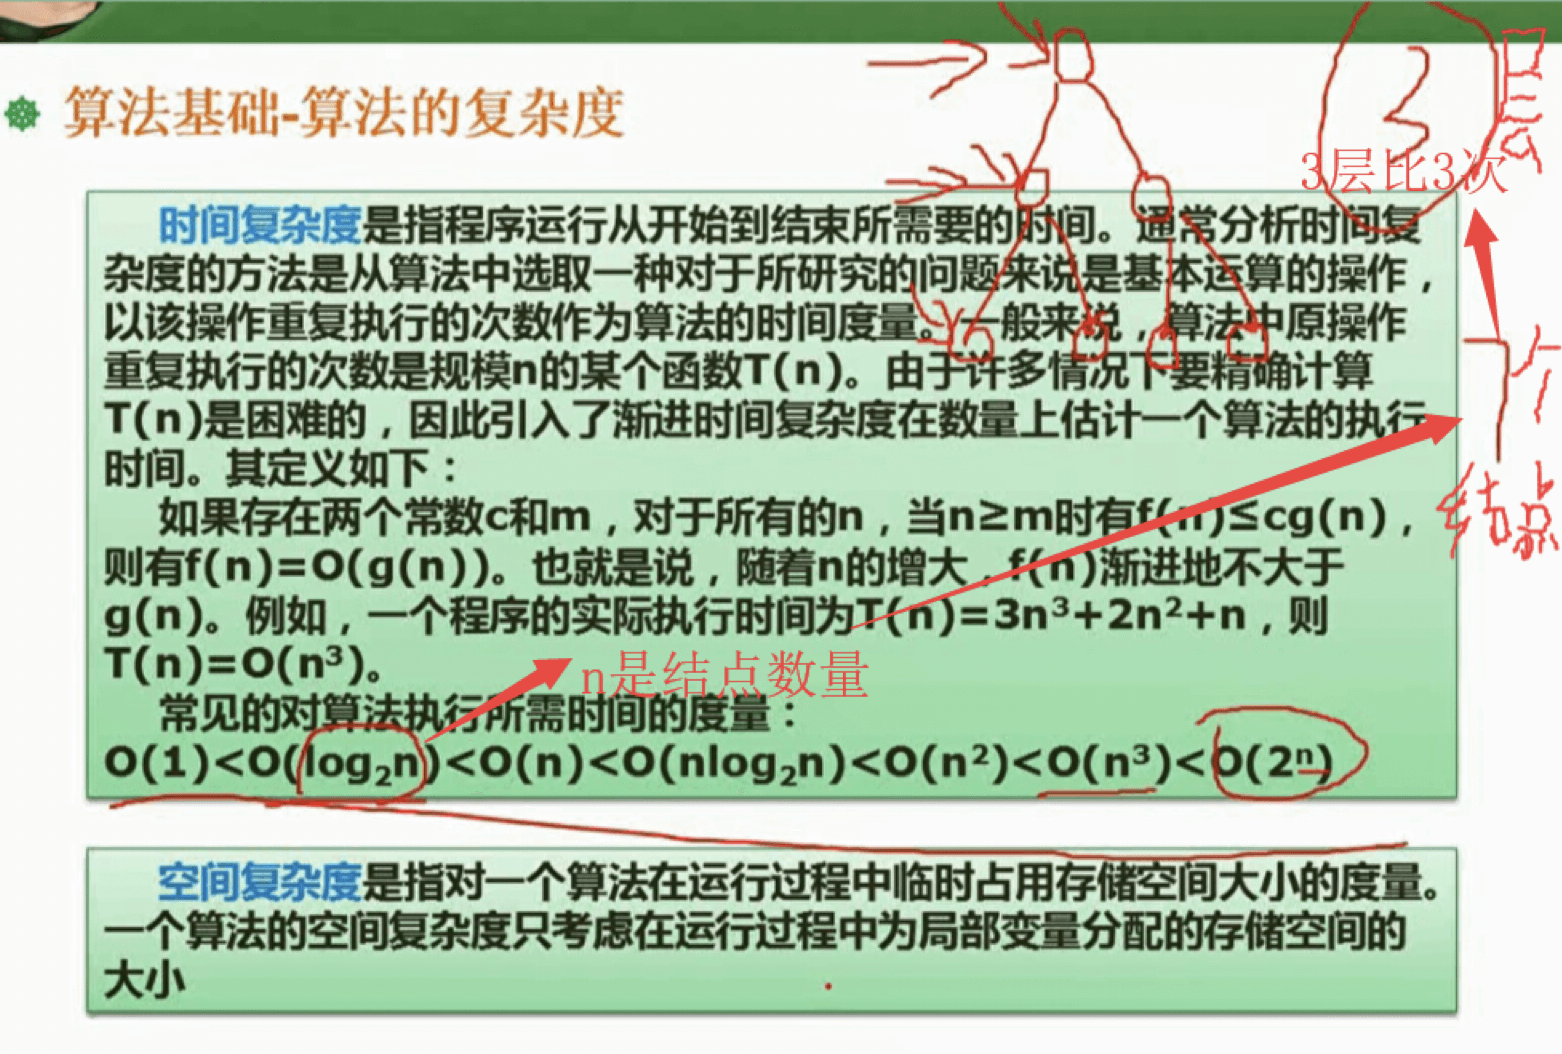 算法基础-算法的复杂度
3
层
3层比3次
时间复杂度是指程序运行从开始到结束所需要的时间。通常分析时间复
杂度的方法是从算法中选取一种对于所研究的问题来说是基本运算的操作，
以该操作重复执行的次数作为算法的时间度量。一般来说，算法中原操作
重复执行的次数是规模n的某个函数T(n)。由于许多情况下要精确计算
T(n)是困难的，因此引入了渐进时间复杂度在数量上估计一个算法的执行
时间。其定义如下：
7个
结点
如果存在两个常数c和m，对于所有的n，当n≥m时有f(n)≤cg(n)，
则有f(n)=O(g(n))。也就是说，随着n的增大，f(n)渐进地不大于
g(n)。例如，一个程序的实际执行时间为T(n)=3n³+2n²+n，则
T(n)=O(n³)。
n是结点数量
常见的对算法执行所需时间的度量：
O(1)<O(log₂n)<O(n)<O(nlog₂n)<O(n²)<O(n³)<O(2ⁿ)
空间复杂度是指对一个算法在运行过程中临时占用存储空间大小的度量。
一个算法的空间复杂度只考虑在运行过程中为局部变量分配的存储空间的
大小